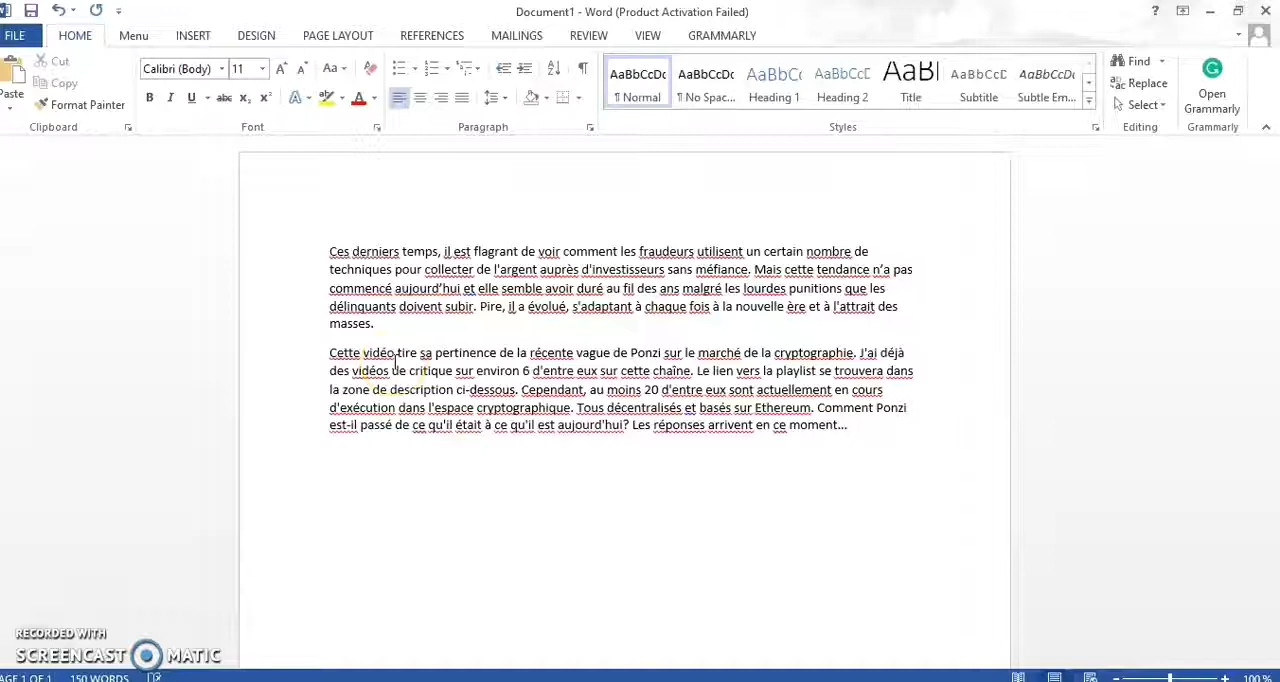 Document1 - Word (Product Activation Failed)
FILE HOME Menu INSERT DESIGN PAGE LAYOUT REFERENCES MAILINGS REVIEW VIEW GRAMMARLY
Paste Cut Copy Format Painter
Calibri (Body) 11
Find Replace Select
Open Grammarly
AaBbCcDc AaBbCcDc AaBbCc AaBbCcD AaBl AaBbCcD AaBbCcDc
¶ Normal ¶ No Spac... Heading 1 Heading 2 Title Subtitle Subtle Em...
Clipboard Font Paragraph Styles Editing Grammarly
Ces derniers temps, il est flagrant de voir comment les fraudeurs utilisent un certain nombre de
techniques pour collecter de l'argent auprès d'investisseurs sans méfiance. Mais cette tendance n'a pas
commencé aujourd'hui et elle semble avoir duré au fil des ans malgré les lourdes punitions que les
délinquants doivent subir. Pire, il a évolué, s'adaptant à chaque fois à la nouvelle ère et à l'attrait des
masses.
Cette vidéo tire sa pertinence de la récente vague de Ponzi sur le marché de la cryptographie. J'ai déjà
des vidéos de critique sur environ 6 d'entre eux sur cette chaîne. Le lien vers la playlist se trouvera dans
la zone de description ci-dessous. Cependant, au moins 20 d'entre eux sont actuellement en cours
d'exécution dans l'espace cryptographique. Tous décentralisés et basés sur Ethereum. Comment Ponzi
est-il passé de ce qu'il était à ce qu'il est aujourd'hui? Les réponses arrivent en ce moment...
RECORDED WITH
SCREENCAST MATIC
PAGE 1 OF 1 150 WORDS 100%